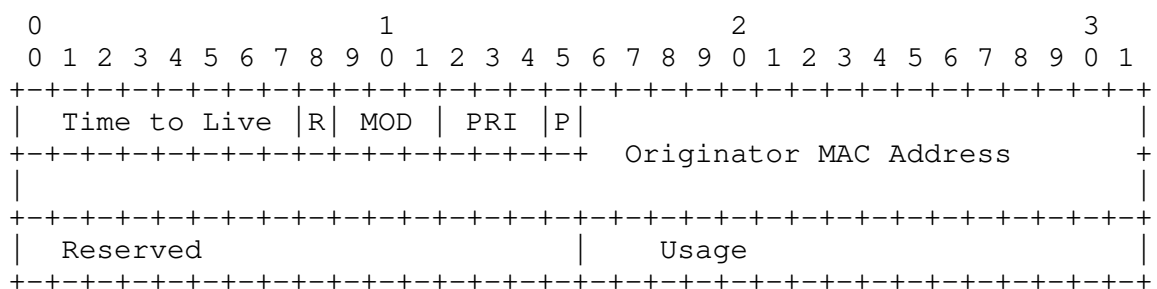 0                   1                   2                   3
 0 1 2 3 4 5 6 7 8 9 0 1 2 3 4 5 6 7 8 9 0 1 2 3 4 5 6 7 8 9 0 1
+-+-+-+-+-+-+-+-+-+-+-+-+-+-+-+-+-+-+-+-+-+-+-+-+-+-+-+-+-+-+-+-+
|  Time to Live |R| MOD | PRI |P|                               |
+-+-+-+-+-+-+-+-+-+-+-+-+-+-+-+-+  Originator MAC Address       +
|                                                               |
+-+-+-+-+-+-+-+-+-+-+-+-+-+-+-+-+-+-+-+-+-+-+-+-+-+-+-+-+-+-+-+-+
|  Reserved                     |    Usage                      |
+-+-+-+-+-+-+-+-+-+-+-+-+-+-+-+-+-+-+-+-+-+-+-+-+-+-+-+-+-+-+-+-+